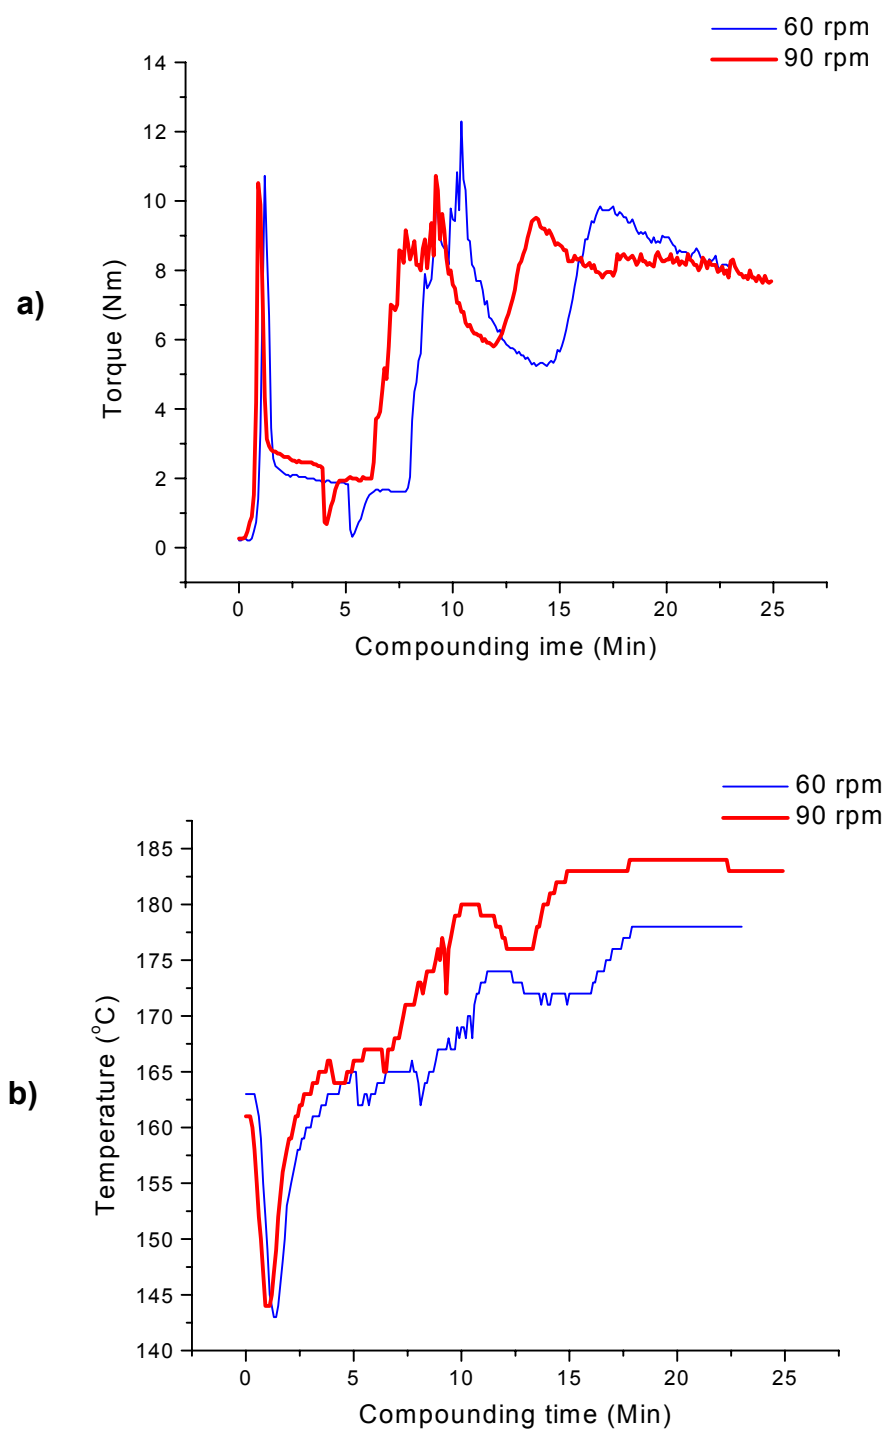 60 rpm
90 rpm
14
12
10
8
6
4
2
0
Torque (Nm)
a)
0 5 10 15 20 25
Compounding ime (Min)
60 rpm
90 rpm
185
180
175
170
165
160
155
150
145
140
Temperature (°C)
b)
0 5 10 15 20 25
Compounding time (Min)